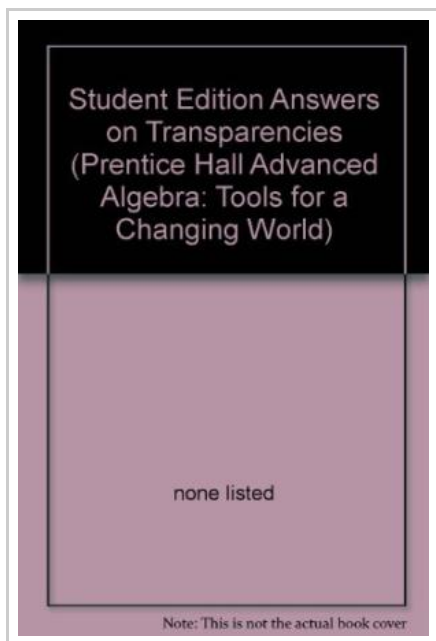 Student Edition Answers
on Transparencies
(Prentice Hall Advanced
Algebra: Tools for a
Changing World)
none listed
Note: This is not the actual book cover